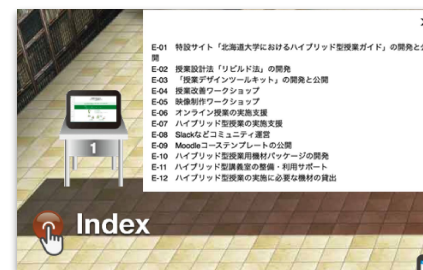 E-01 特設サイト「北海道大学におけるハイブリッド型授業ガイド」の開発と公
開
E-02 授業設計法「リビルド法」の開発
E-03 「授業デザインツールキット」の開発と公開
E-04 授業改善ワークショップ
E-05 映像制作ワークショップ
E-06 オンライン授業の実施支援
E-07 ハイブリッド型授業の実施支援
E-08 Slackなどコミュニティ運営
E-09 Moodleコーステンプレートの公開
E-10 ハイブリッド型授業用機材パッケージの開発
E-11 ハイブリッド型講義室の整備・利用サポート
E-12 ハイブリッド型授業の実施に必要な機材の貸出
1
Index